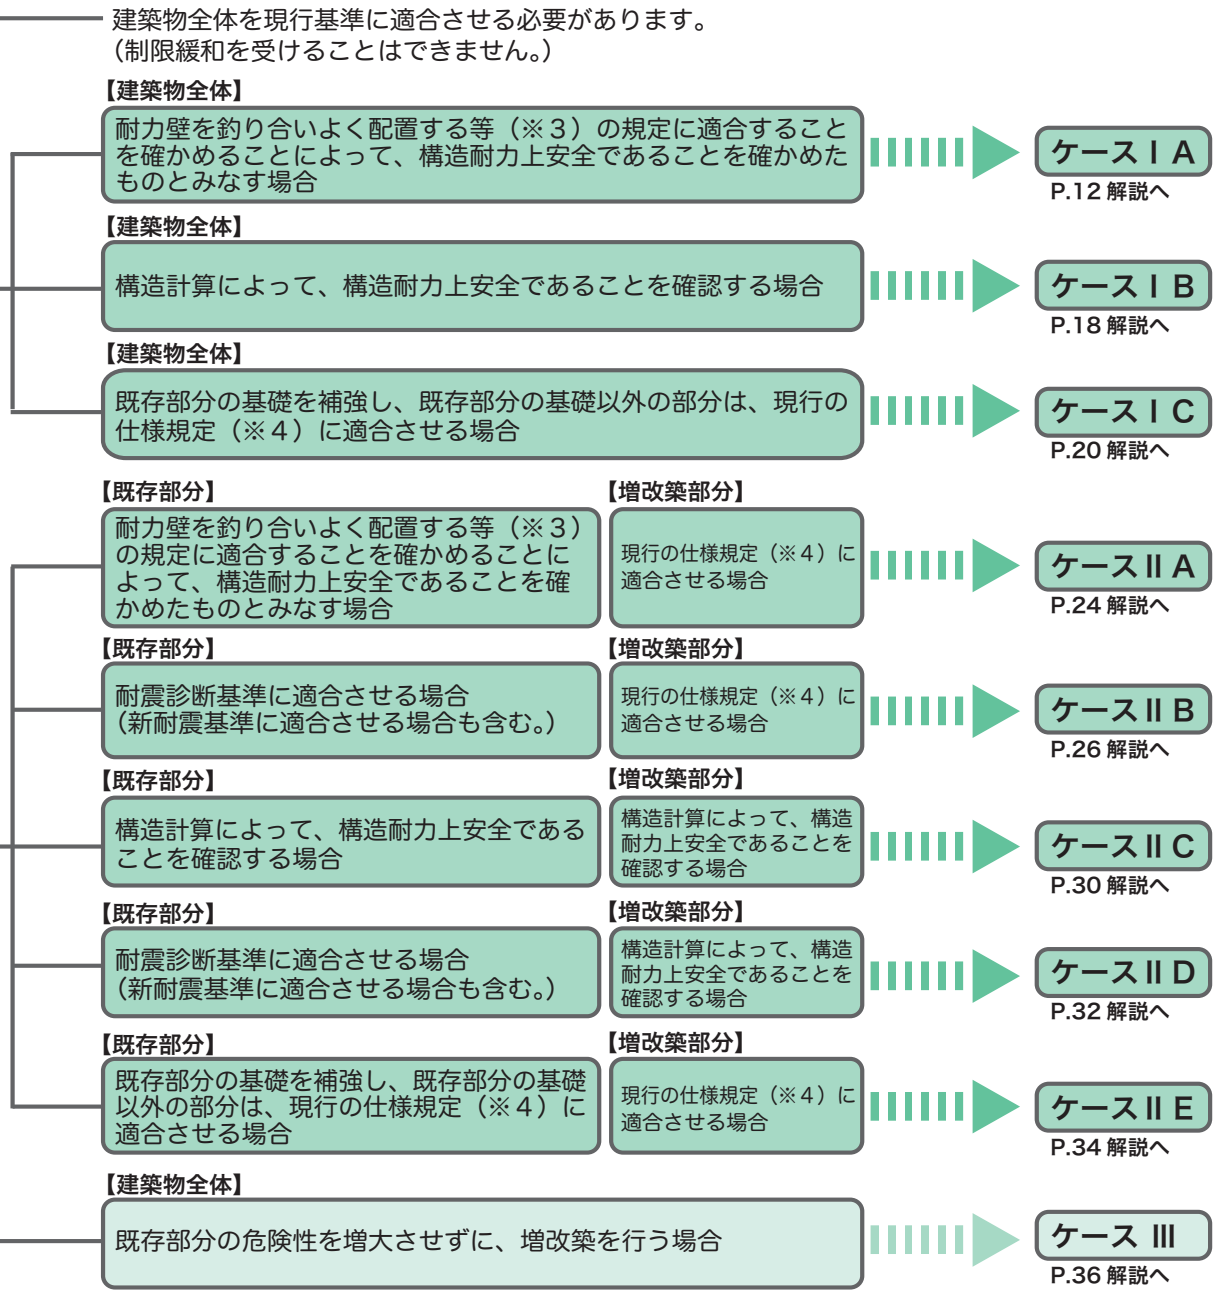 建築物全体を現行基準に適合させる必要があります。
（制限緩和を受けることはできません。）
【建築物全体】
耐力壁を釣り合いよく配置する等（※３）の規定に適合すること
を確かめることによって、構造耐力上安全であることを確かめた
ものとみなす場合
ケースⅠA
P.12 解説へ
【建築物全体】
構造計算によって、構造耐力上安全であることを確認する場合
ケースⅠB
P.18 解説へ
【建築物全体】
既存部分の基礎を補強し、既存部分の基礎以外の部分は、現行の
仕様規定（※４）に適合させる場合
ケースⅠC
P.20 解説へ
【既存部分】
耐力壁を釣り合いよく配置する等（※３）
の規定に適合することを確かめることに
よって、構造耐力上安全であることを確
かめたものとみなす場合
【増改築部分】
現行の仕様規定（※４）に
適合させる場合
ケースⅡA
P.24 解説へ
【既存部分】
耐震診断基準に適合させる場合
（新耐震基準に適合させる場合も含む。）
【増改築部分】
現行の仕様規定（※４）に
適合させる場合
ケースⅡB
P.26 解説へ
【既存部分】
構造計算によって、構造耐力上安全である
ことを確認する場合
【増改築部分】
構造計算によって、構造
耐力上安全であることを
確認する場合
ケースⅡC
P.30 解説へ
【既存部分】
耐震診断基準に適合させる場合
（新耐震基準に適合させる場合も含む。）
【増改築部分】
構造計算によって、構造
耐力上安全であることを
確認する場合
ケースⅡD
P.32 解説へ
【既存部分】
既存部分の基礎を補強し、既存部分の基礎
以外の部分は、現行の仕様規定（※４）に
適合させる場合
【増改築部分】
現行の仕様規定（※４）に
適合させる場合
ケースⅡE
P.34 解説へ
【建築物全体】
既存部分の危険性を増大させずに、増改築を行う場合
ケース Ⅲ
P.36 解説へ